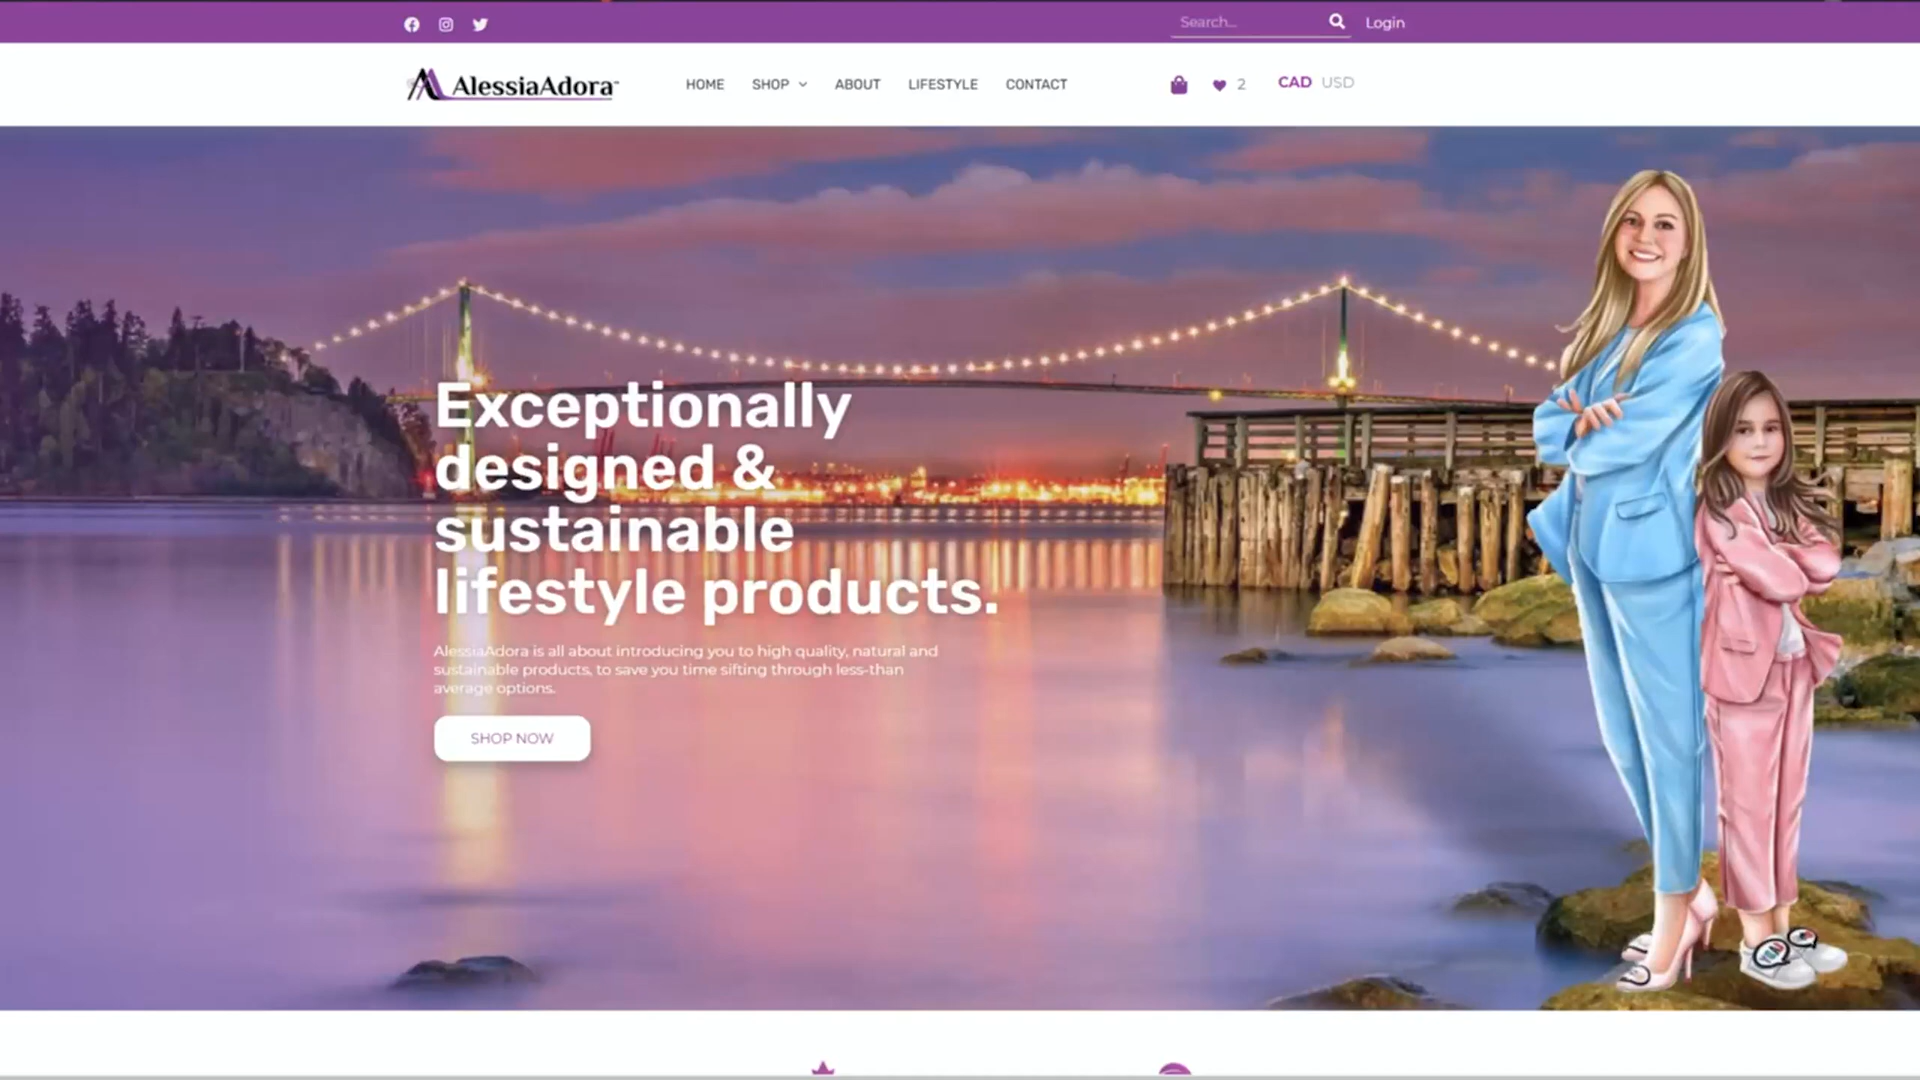 Search...
Login
AlessiaAdora
HOME
SHOP
ABOUT
LIFESTYLE
CONTACT
2
CAD USD
Exceptionally
designed &
sustainable
lifestyle products.
AlessiaAdora is all about introducing you to high quality, natural and
sustainable products, to save you time sifting through less-than
average options.
SHOP NOW